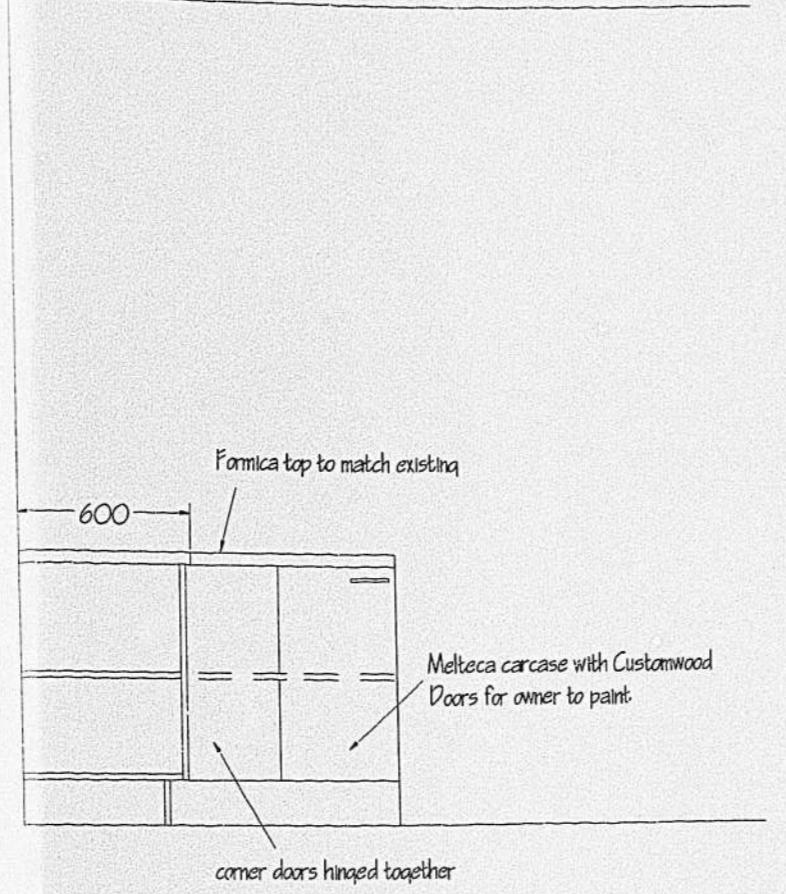 Formica top to match existing
600
Melteca carcase with Customwood
Doors for owner to paint.
corner doors hinged together